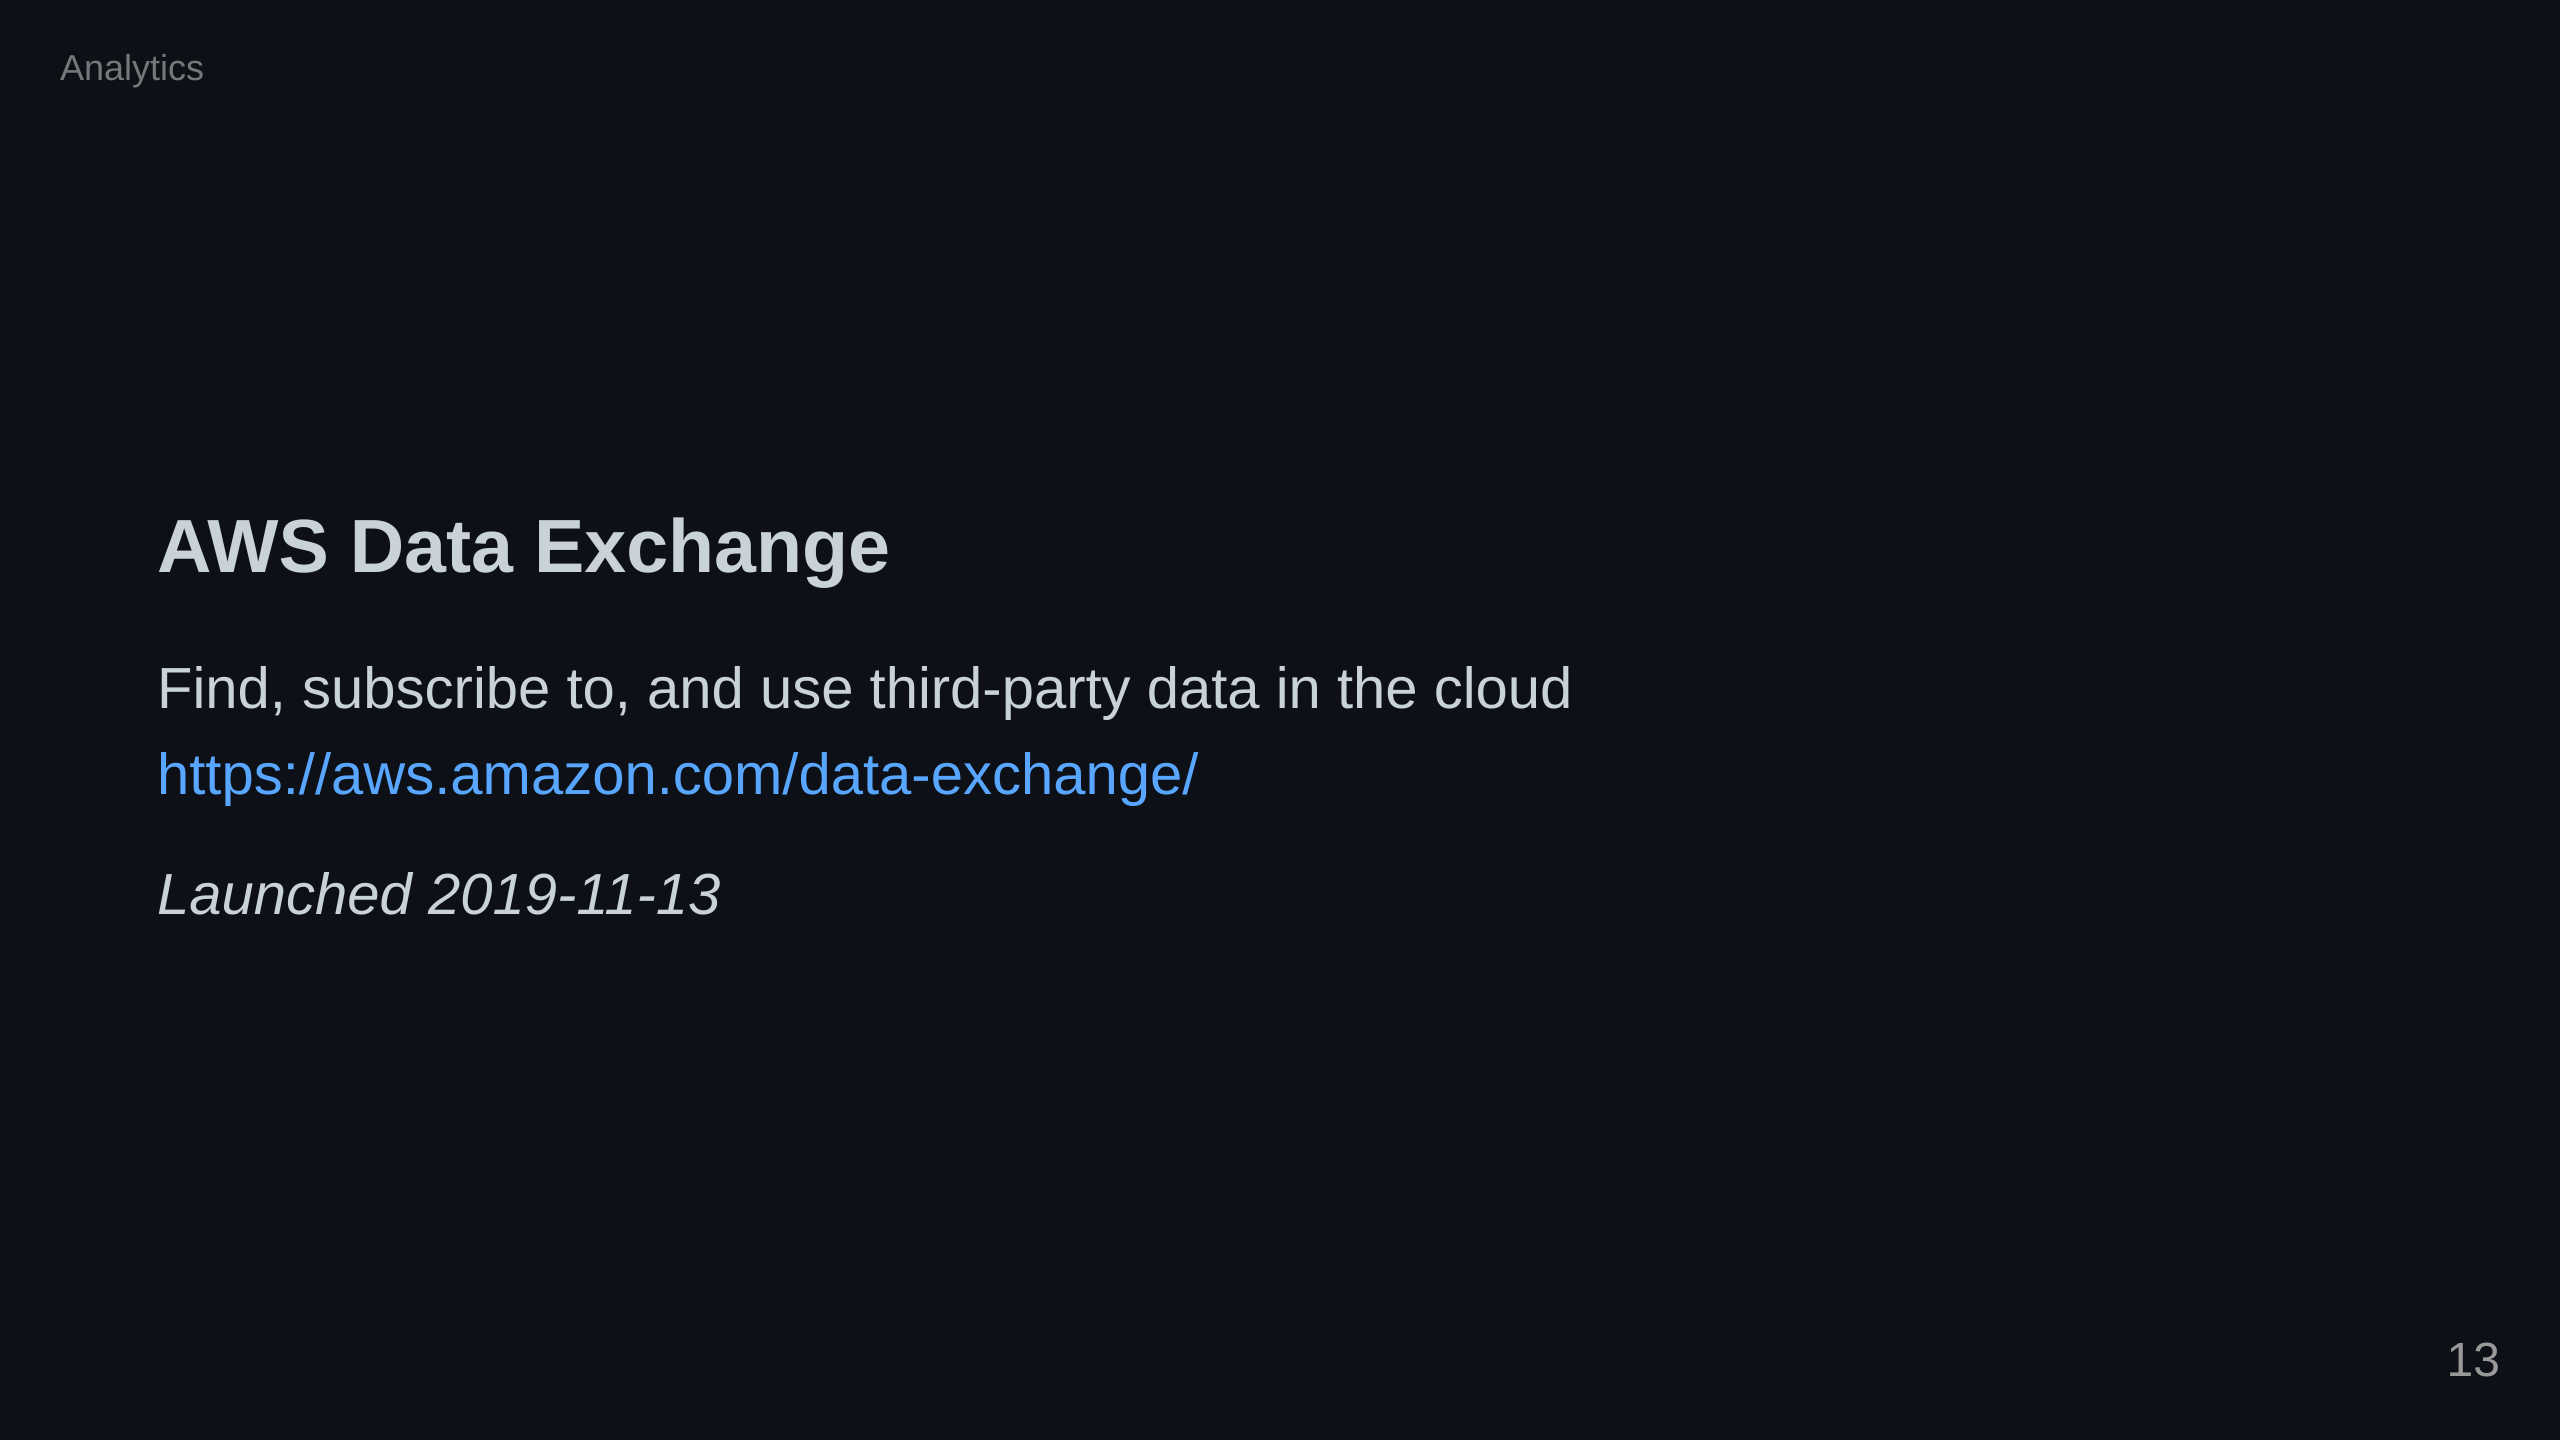 Analytics
AWS Data Exchange
Find, subscribe to, and use third-party data in the cloud
https://aws.amazon.com/data-exchange/
Launched 2019-11-13
13